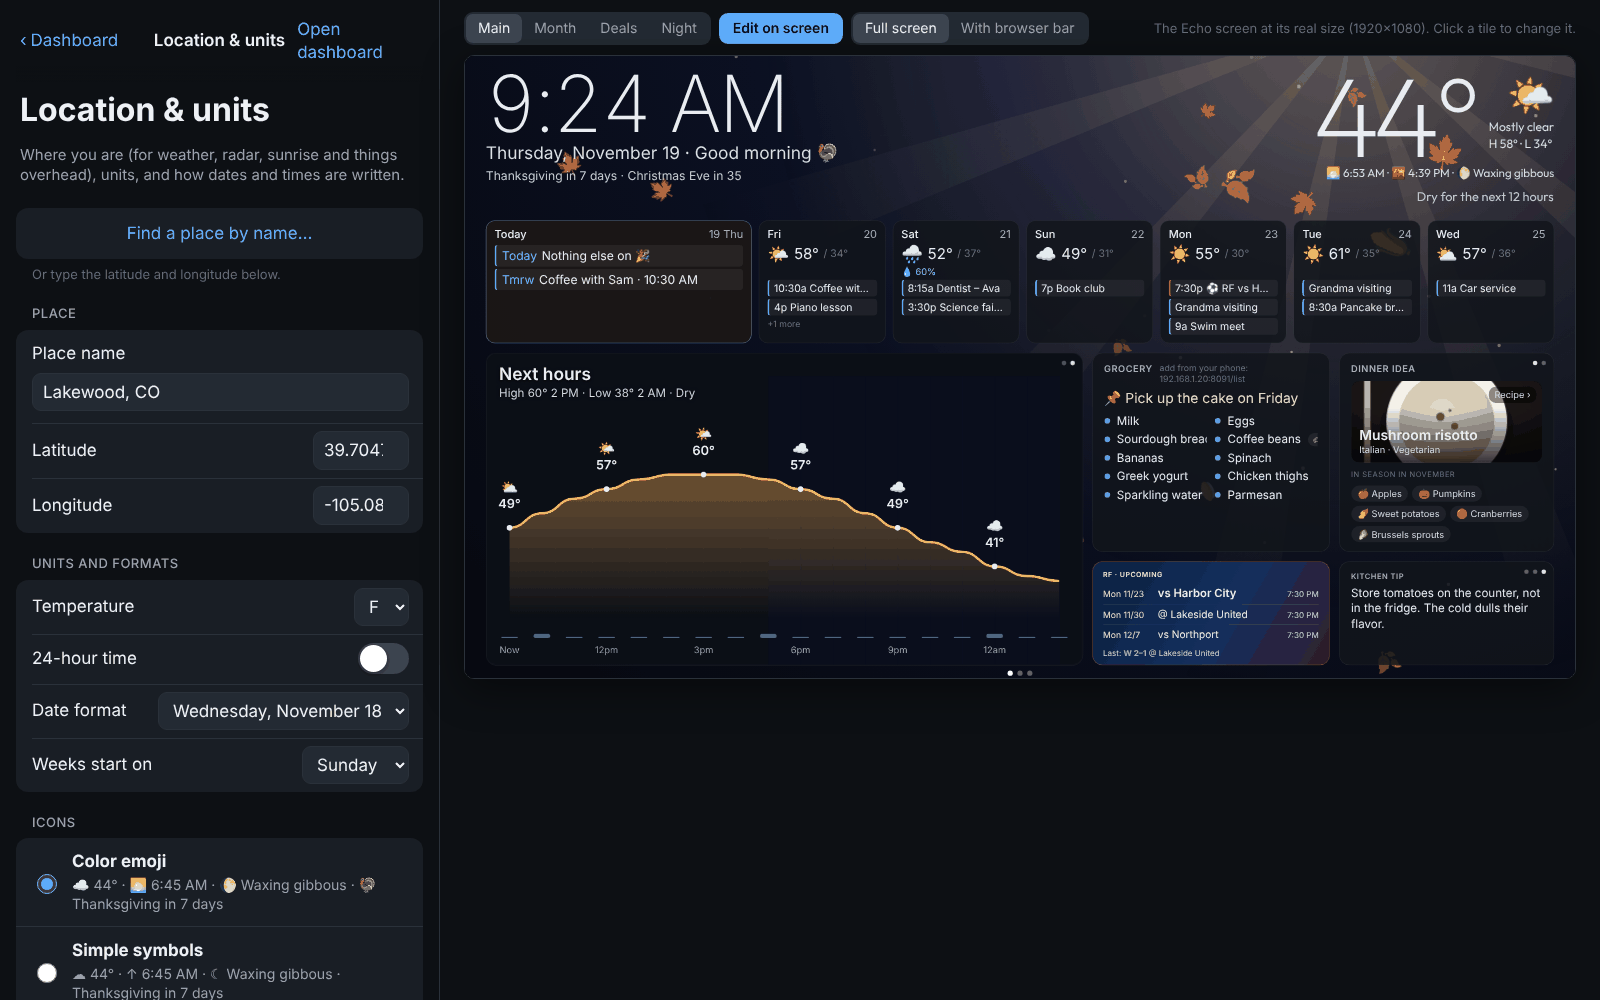 ‹ Dashboard
Location & units
Open dashboard
Location & units
Where you are (for weather, radar, sunrise and things
overhead), units, and how dates and times are written.
Find a place by name...
Or type the latitude and longitude below.
PLACE
Place name
Lakewood, CO
Latitude
39.704
Longitude
-105.08
UNITS AND FORMATS
Temperature
F
24-hour time
Date format
Wednesday, November 18
Weeks start on
Sunday
ICONS
Color emoji
44° · 6:45 AM · Waxing gibbous ·
Thanksgiving in 7 days
Simple symbols
☁ 44° · ↑ 6:45 AM · ☾ Waxing gibbous ·
Thanksgiving in 7 days
Main
Month
Deals
Night
Edit on screen
Full screen
With browser bar
The Echo screen at its real size (1920×1080). Click a tile to change it.
9:24 AM
Thursday, November 19 · Good morning
Thanksgiving in 7 days · Christmas Eve in 35
44°
Mostly clear
H 58° · L 34°
6:53 AM · 4:39 PM · Waxing gibbous
Dry for the next 12 hours
Today
19 Thu
Today Nothing else on
Tmrw Coffee with Sam · 10:30 AM
Fri
20
58° / 34°
10:30a Coffee wit...
4p Piano lesson
+1 more
Sat
21
52° / 37°
60%
8:15a Dentist – Ava
3:30p Science fai...
Sun
22
49° / 31°
7p Book club
Mon
23
55° / 30°
7:30p ⚽ RF vs H...
Grandma visiting
9a Swim meet
Tue
24
61° / 35°
Grandma visiting
8:30a Pancake br...
Wed
25
57° / 36°
11a Car service
Next hours
High 60° 2 PM · Low 38° 2 AM · Dry
49°
57°
60°
57°
49°
41°
Now
12pm
3pm
6pm
9pm
12am
GROCERY
add from your phone:
192.168.1.20:8091/list
Pick up the cake on Friday
Milk
Eggs
Sourdough brea
Coffee beans
Bananas
Spinach
Greek yogurt
Chicken thighs
Sparkling water
Parmesan
DINNER IDEA
Recipe ›
Mushroom risotto
Italian · Vegetarian
IN SEASON IN NOVEMBER
Apples
Pumpkins
Sweet potatoes
Cranberries
Brussels sprouts
RF · UPCOMING
Mon 11/23 vs Harbor City 7:30 PM
Mon 11/30 @ Lakeside United 7:30 PM
Mon 12/7 vs Northport 7:30 PM
Last: W 2–1 @ Lakeside United
KITCHEN TIP
Store tomatoes on the counter, not
in the fridge. The cold dulls their
flavor.